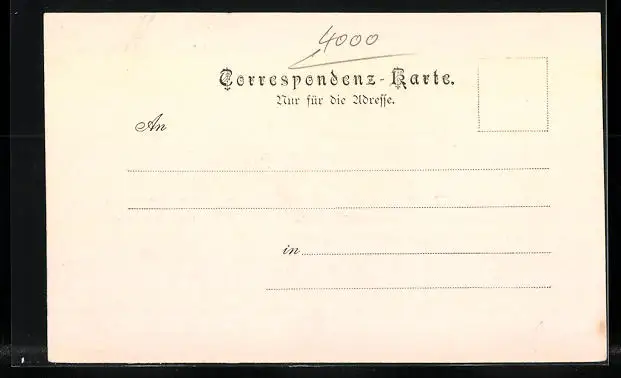 4000
Correspondenz-Karte.
Nur für die Adresse.
An
in